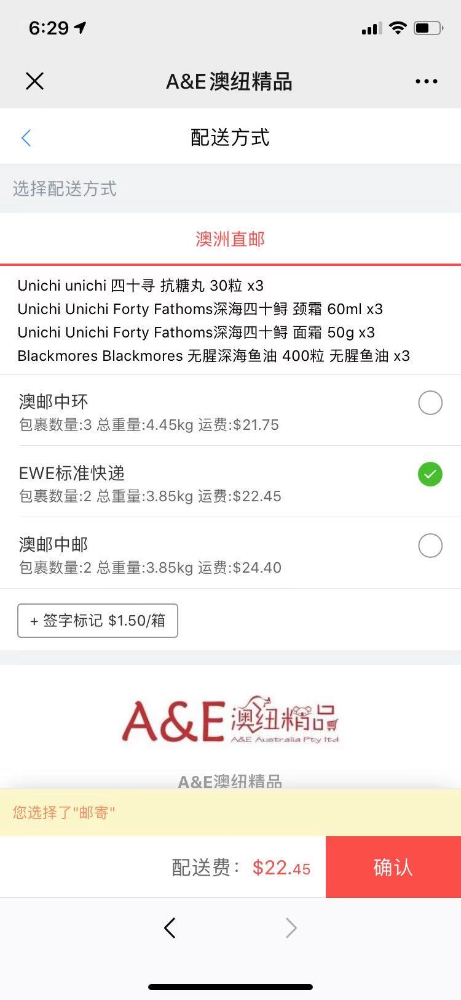 6:29
A&E澳纽精品
配送方式
选择配送方式
澳洲直邮
Unichi unichi 四十寻 抗糖丸 30粒 x3
Unichi Unichi Forty Fathoms深海四十鲟 颈霜 60ml x3
Unichi Unichi Forty Fathoms深海四十鲟 面霜 50g x3
Blackmores Blackmores 无腥深海鱼油 400粒 无腥鱼油 x3
澳邮中环
包裹数量:3 总重量:4.45kg 运费:$21.75
EWE标准快递
包裹数量:2 总重量:3.85kg 运费:$22.45
澳邮中邮
包裹数量:2 总重量:3.85kg 运费:$24.40
+ 签字标记 $1.50/箱
A&E 澳纽精品
A&E Australia Pty ltd
A&E澳纽精品
您选择了"邮寄"
配送费： $22.45 确认